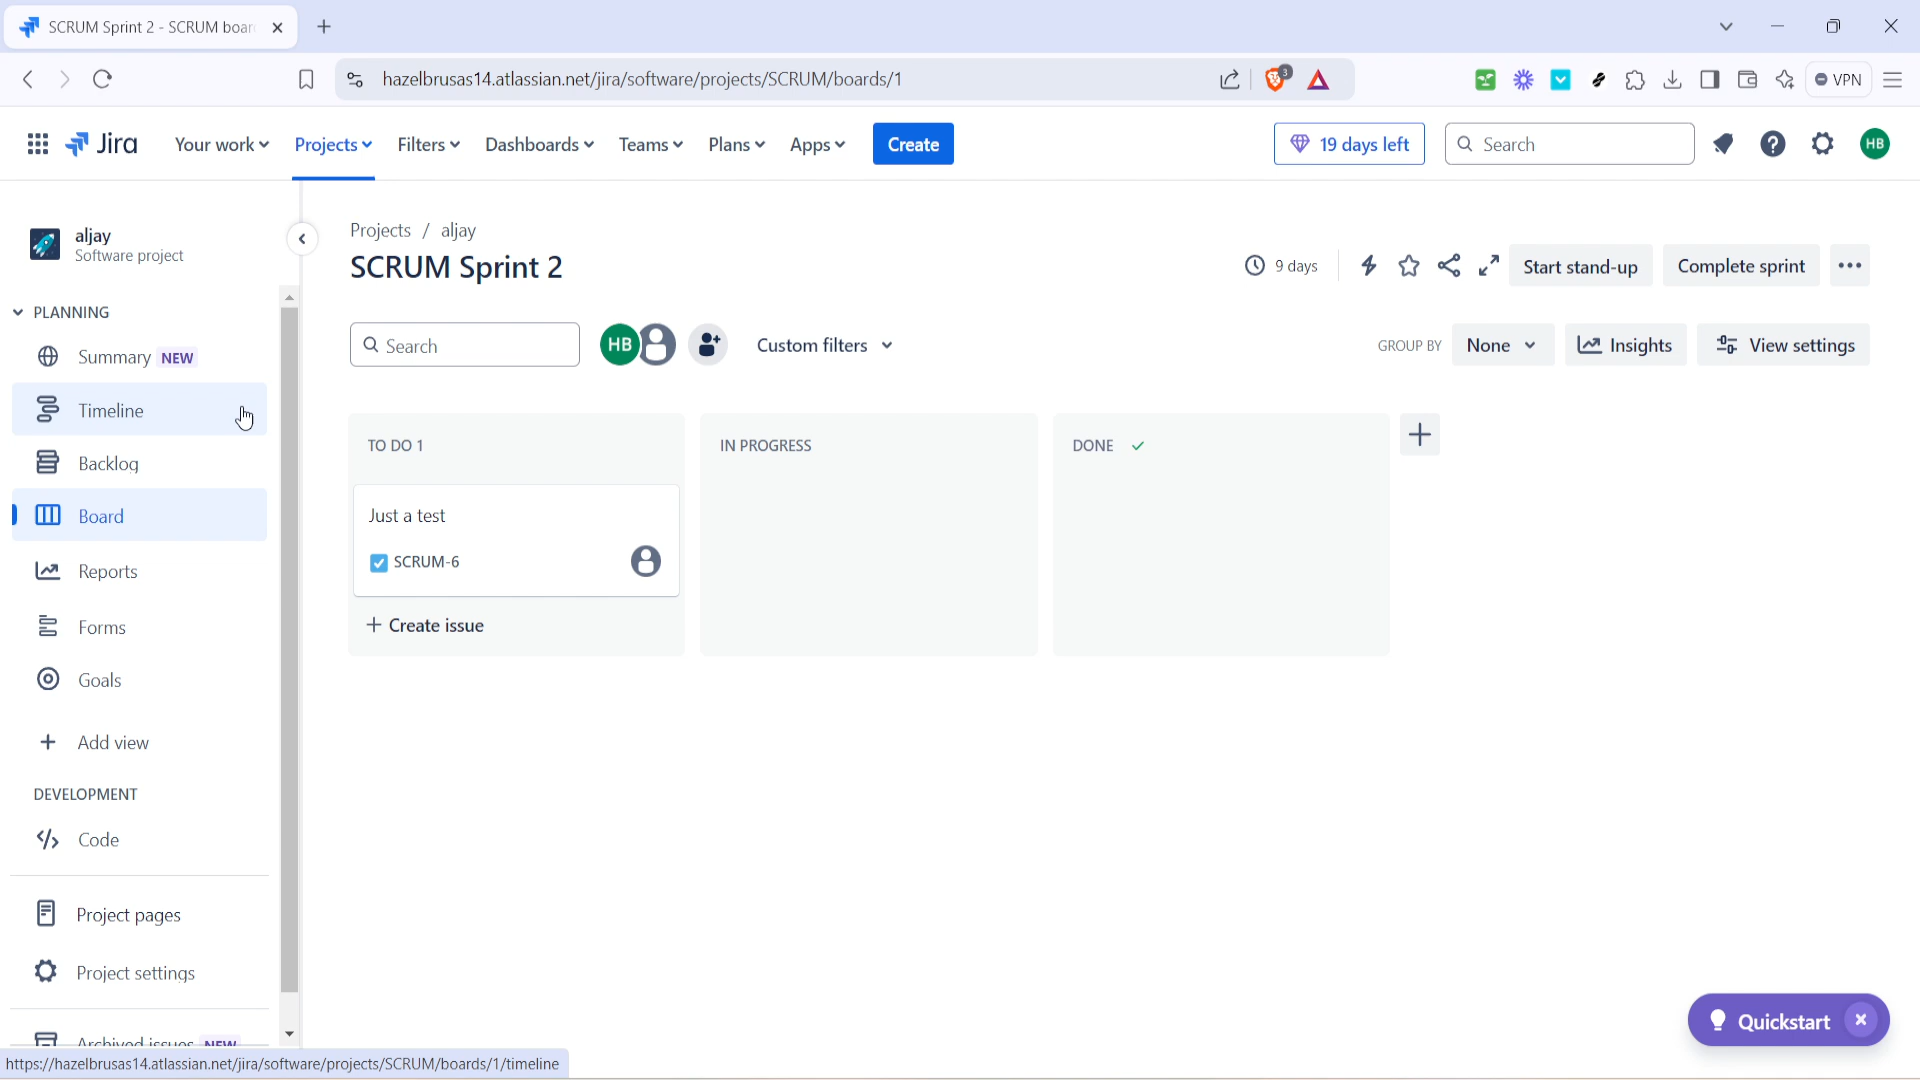 SCRUM Sprint 2 - SCRUM boar
hazelbrusas14.atlassian.net/jira/software/projects/SCRUM/boards/1
3
VPN
Jira
Your work
Projects
Filters
Dashboards
Teams
Plans
Apps
Create
19 days left
Search
HB
aljay
Software project
Projects / aljay
SCRUM Sprint 2
9 days
Start stand-up
Complete sprint
Search
HB
Custom filters
GROUP BY
None
Insights
View settings
PLANNING
Summary NEW
Timeline
Backlog
Board
Reports
Forms
Goals
Add view
DEVELOPMENT
Code
Project pages
Project settings
Archived issues NEW
TO DO 1
Just a test
SCRUM-6
Create issue
IN PROGRESS
DONE
Quickstart
https://hazelbrusas14.atlassian.net/jira/software/projects/SCRUM/boards/1/timeline